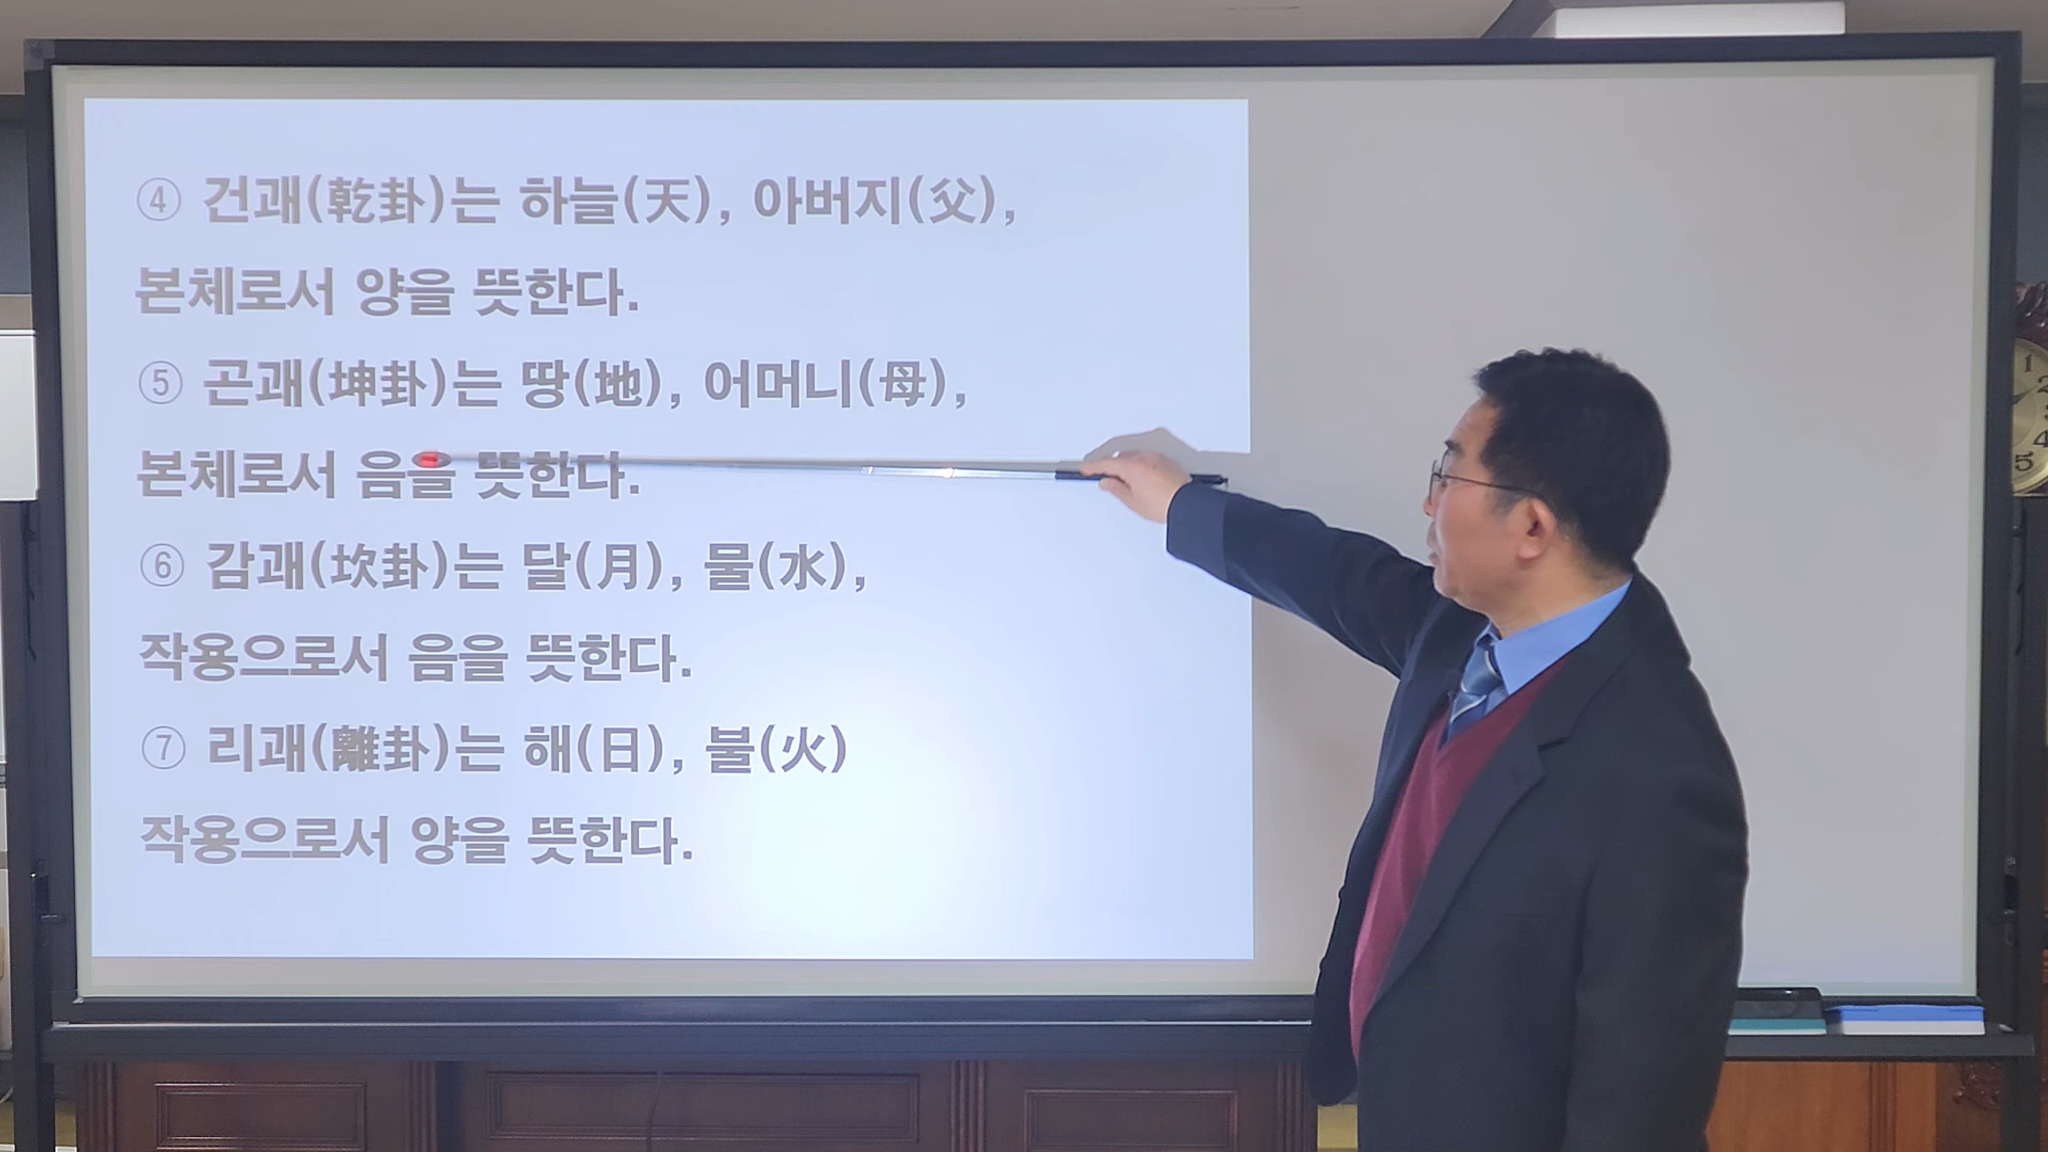 ④ 건괘(乾卦)는 하늘(天), 아버지(父),
본체로서 양을 뜻한다.
⑤ 곤괘(坤卦)는 땅(地), 어머니(母),
본체로서 음을 뜻한다.
⑥ 감괘(坎卦)는 달(月), 물(水),
작용으로서 음을 뜻한다.
⑦ 리괘(離卦)는 해(日), 불(火)
작용으로서 양을 뜻한다.
1
2
4
5